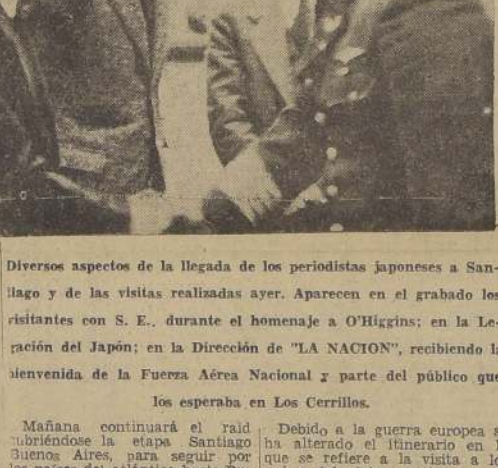 Diversos aspectos de la llegada de los periodistas japoneses a San-
tiago y de las visitas realizadas ayer. Aparecen en el grabado los
visitantes con S. E., durante el homenaje a O'Higgins; en la Le-
gación del Japón; en la Dirección de "LA NACION", recibiendo la
bienvenida de la Fuerza Aérea Nacional y parte del público que
los esperaba en Los Cerrillos.
Mañana continuará el raid
cubriéndose la etapa Santiago
Buenos Aires, para seguir por
Debido a la guerra europea s
ha alterado el itinerario en
que se refiere a la visita a l